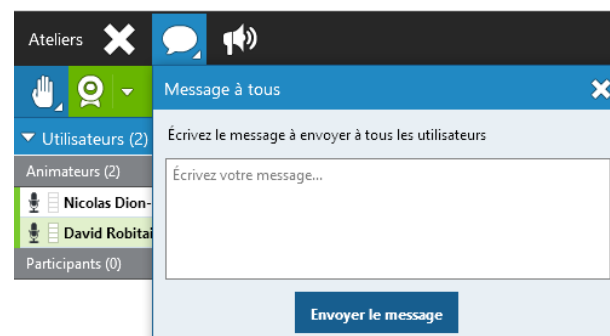 Ateliers
Message à tous
Utilisateurs (2)
Écrivez le message à envoyer à tous les utilisateurs
Animateurs (2)
Écrivez votre message...
Nicolas Dion-
David Robitai
Participants (0)
Envoyer le message